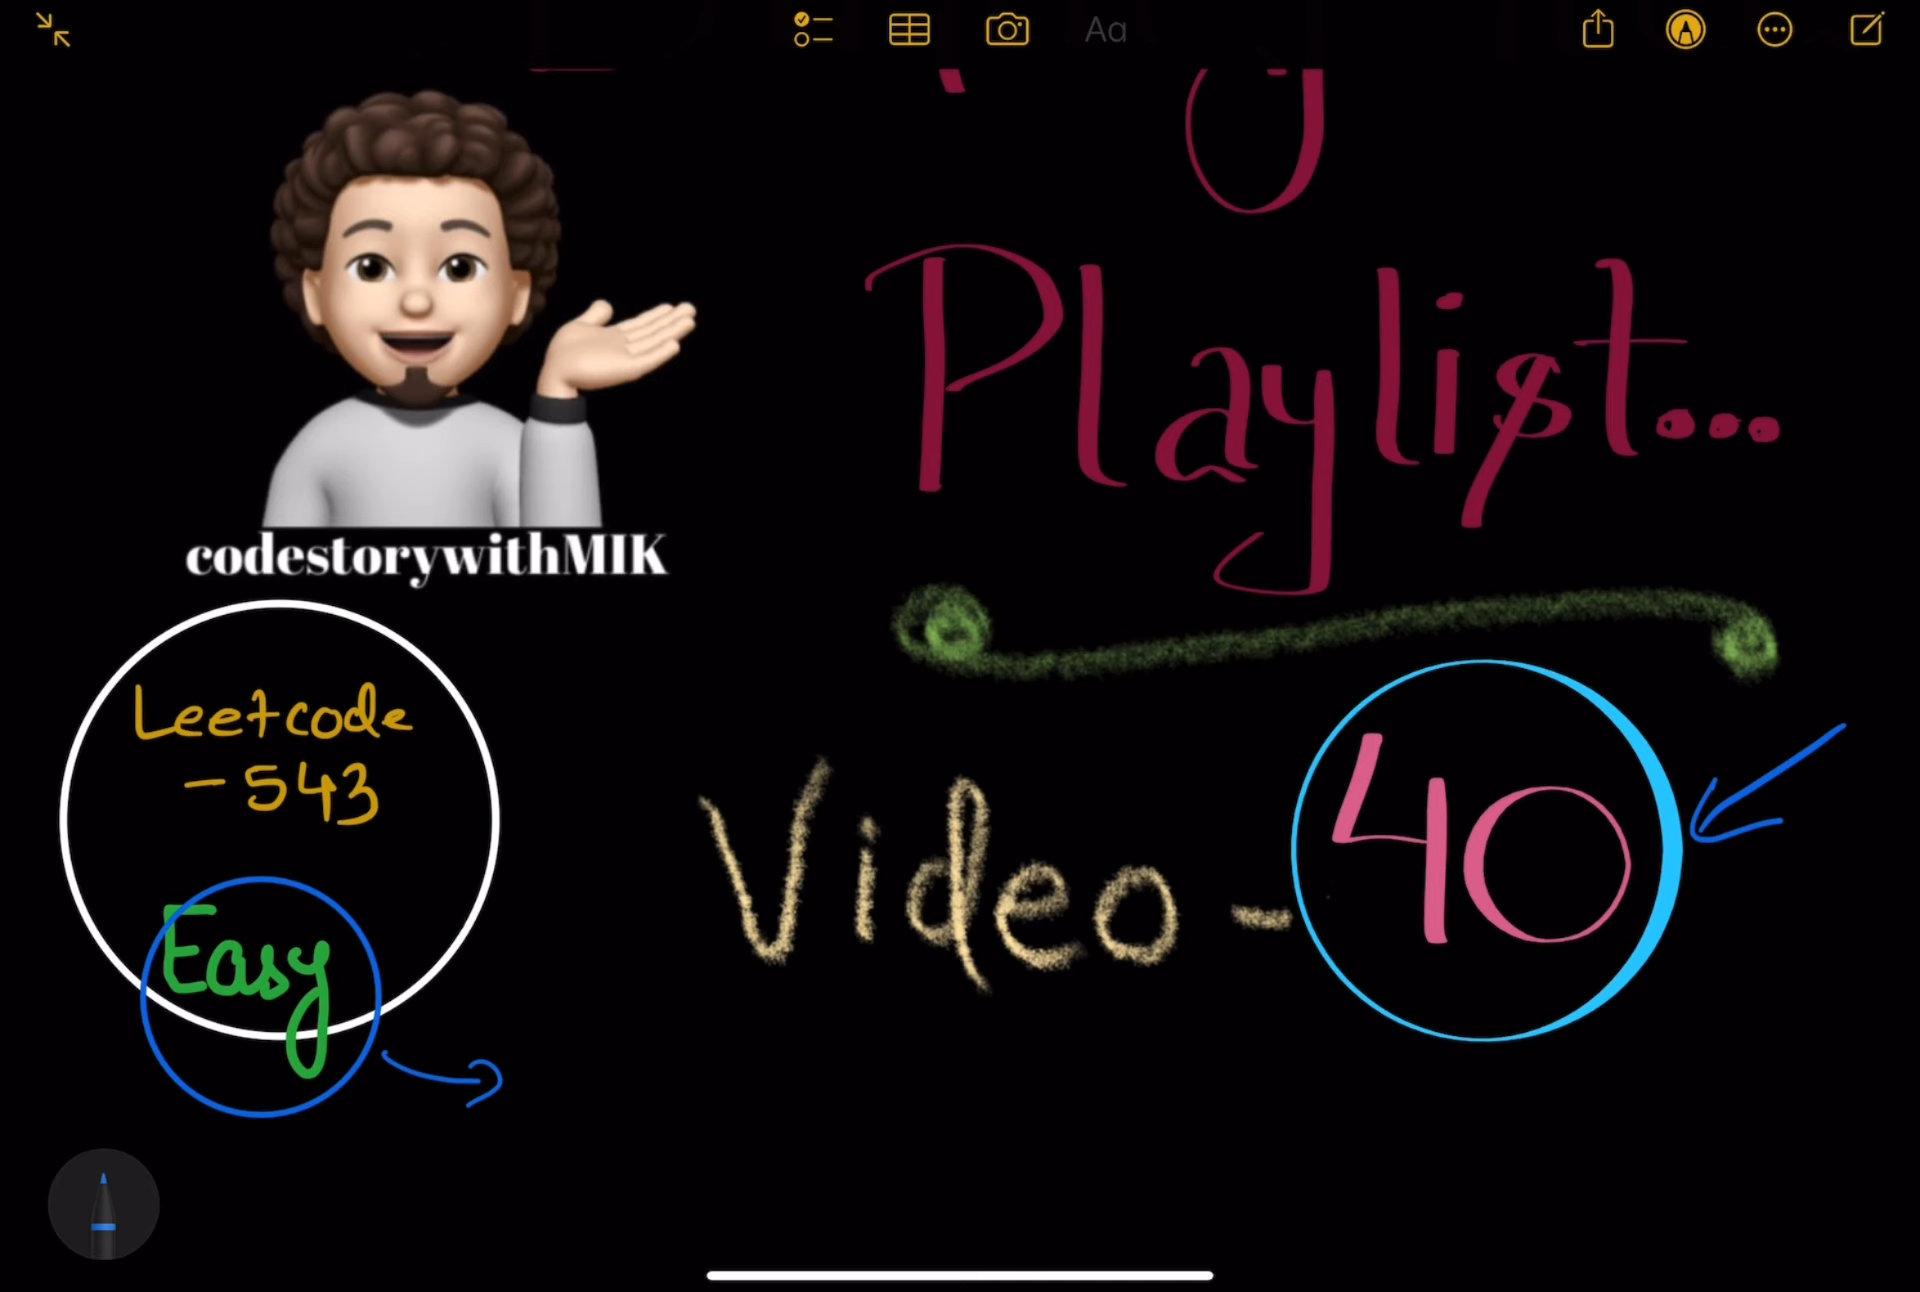 Aa
Playlist...
codestorywithMIK
Leetcode
- 543
Easy
Video - 40